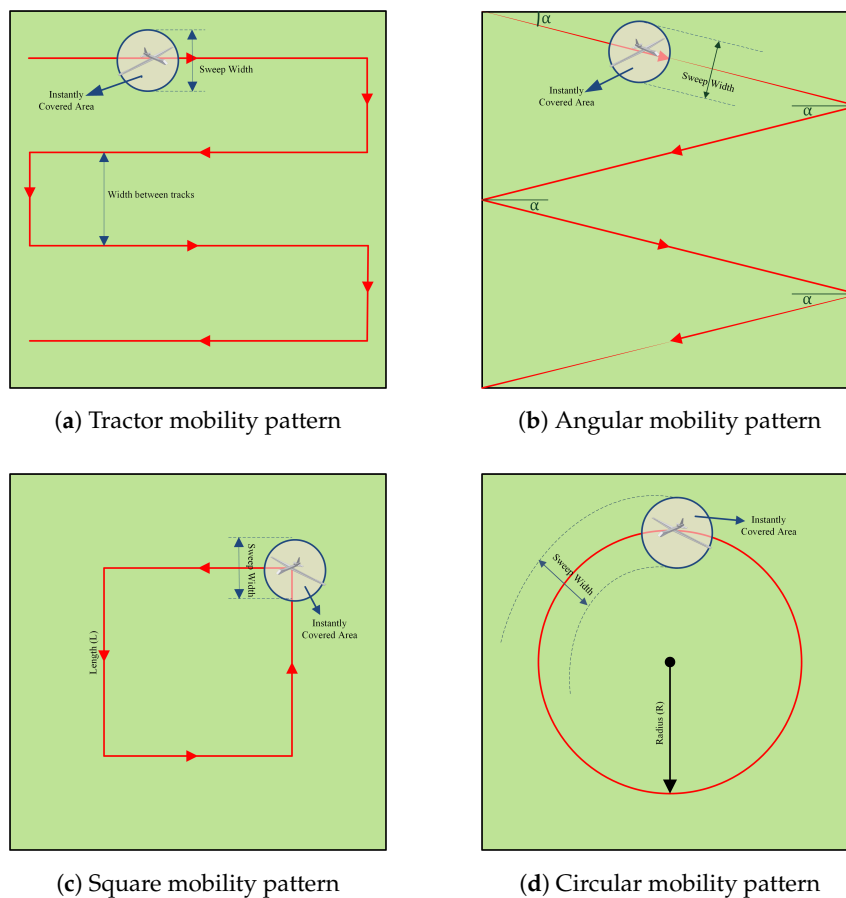 Sweep Width
Instantly
Covered Area
Width between tracks
(a) Tractor mobility pattern
α
Sweep Width
Instantly
Covered Area
α
α
α
(b) Angular mobility pattern
Sweep Width
Instantly
Covered Area
Length (L)
(c) Square mobility pattern
Instantly
Covered Area
Sweep Width
Radius (R)
(d) Circular mobility pattern